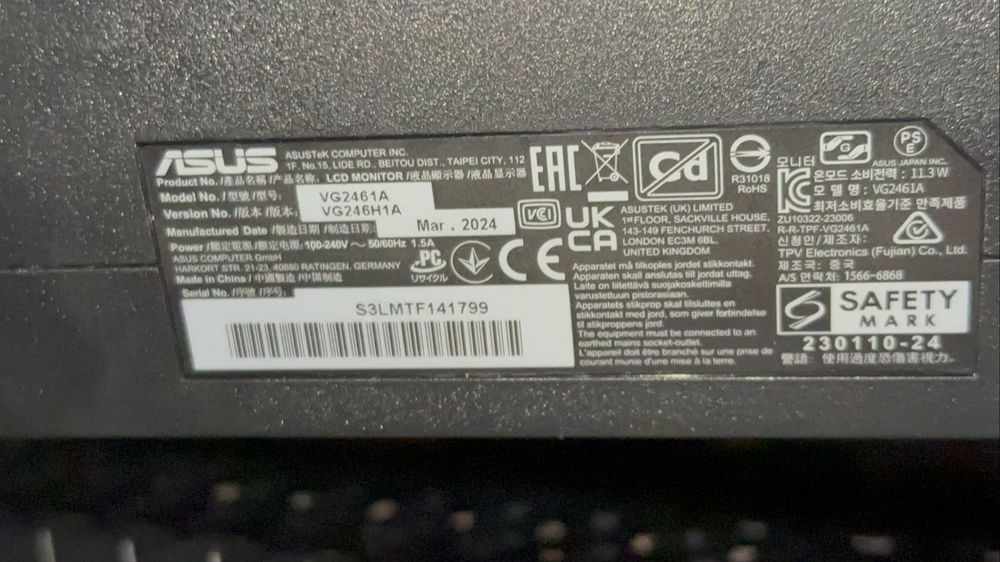 ASUS
ASUSTeK COMPUTER INC.
1F., No.15, LIDE RD., BEITOU DIST., TAIPEI CITY, 112
Product No. /產品名稱/产品名称: LCD MONITOR /液晶顯示器/液晶显示器
Model No./型號/型号: VG2461A
Version No./版本/版本: VG246H1A
Manufactured Date /製造日期/制造日期: Mar . 2024
Power /額定電源/额定电源: 100-240V~ 50/60Hz 1.5A
ASUS COMPUTER GmbH
HARKORT STR. 21-23, 40880 RATINGEN, GERMANY
Made in China / 中國製造 /中国制造
Serial No. /序號 /序号:
S3LMTF141799
PC
リサイクル
VCI
CE
EAC
UK
CA
Cd
R31018
RoHS
ASUSTEK (UK) LIMITED
1ST FLOOR, SACKVILLE HOUSE,
143-149 FENCHURCH STREET,
LONDON EC3M 6BL,
UNITED KINGDOM
Apparatet må tilkoples jordet stikkontakt.
Apparaten skall anslutas till jordat uttag.
Laite on liitettävä suojakoskettimilla
varustettuun pistorasiaan.
Apparatets stikprop skal tilsluttes en
stikkontakt med jord, som giver forbindelse
til stikproppens jord.
The equipment must be connected to an
earthed mains socket-outlet.
L'appareil doit être branché sur une prise de
courant munie d'une mise à la terre.
G
PS
E
ASUS JAPAN INC.
모니터
온모드 소비전력 : 11.3W
모 델 명 : VG2461A
최저소비효율기준 만족제품
ZU10322-23006
R-R-TPF-VG2461A
신청인/제조자:
TPV Electronics (Fujian) Co., Ltd.
제조국: 중국
A/S 연락처: 1566-6868
SAFETY
MARK
230110-24
警語: 使用過度恐傷害視力.